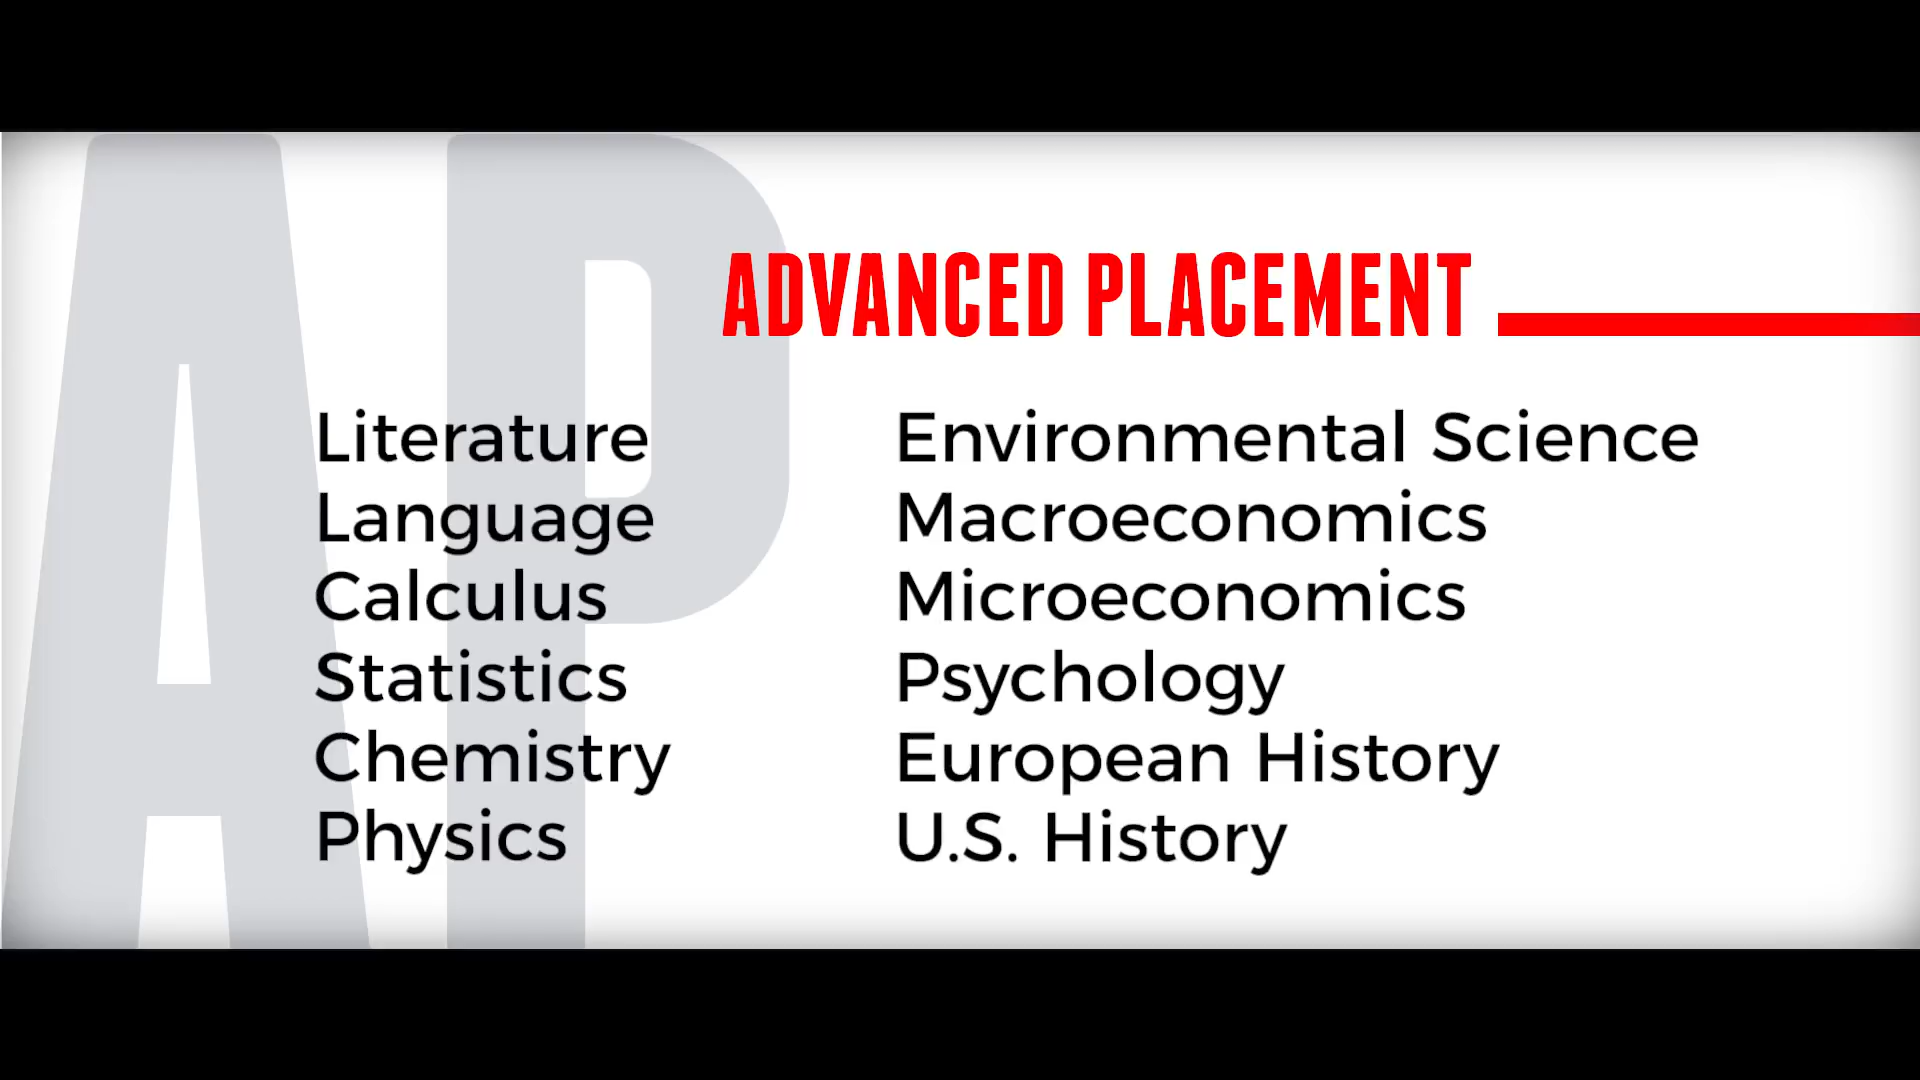 AP
ADVANCED PLACEMENT
Literature
Language
Calculus
Statistics
Chemistry
Physics
Environmental Science
Macroeconomics
Microeconomics
Psychology
European History
U.S. History